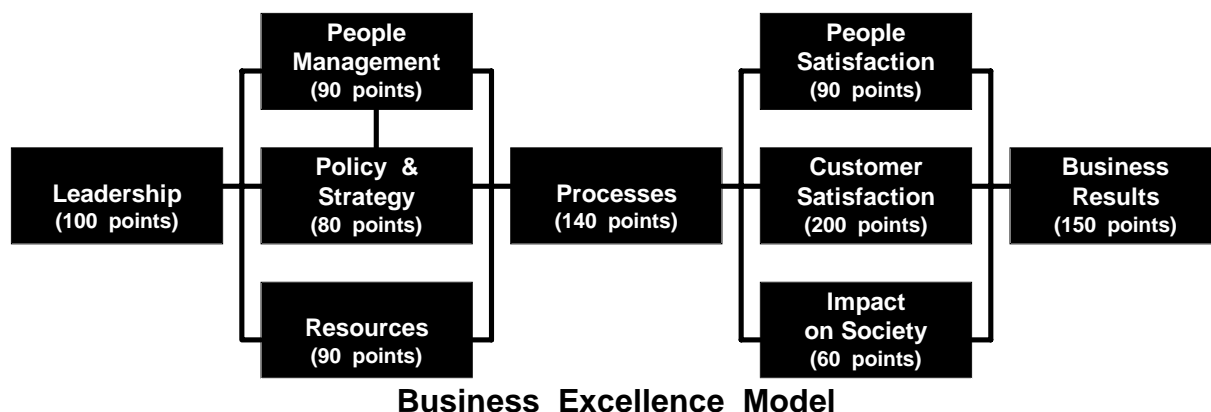 People
Management
(90 points)
People
Satisfaction
(90 points)
Leadership
(100 points)
Policy &
Strategy
(80 points)
Processes
(140 points)
Customer
Satisfaction
(200 points)
Business
Results
(150 points)
Resources
(90 points)
Impact
on Society
(60 points)
Business Excellence Model